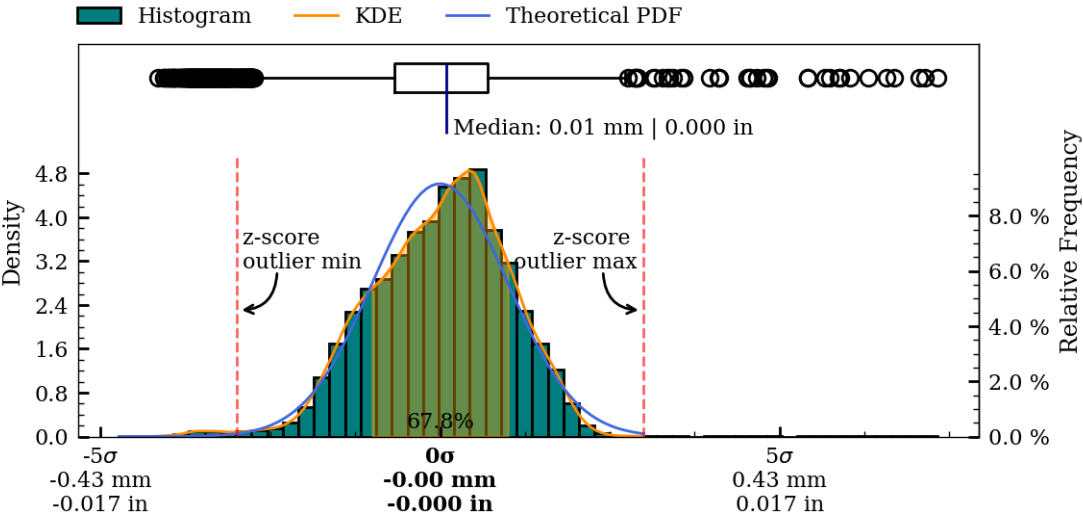 Histogram KDE Theoretical PDF
Median: 0.01 mm | 0.000 in
Density
4.8
4.0
3.2
2.4
1.6
0.8
0.0
z-score
outlier min
z-score
outlier max
67.8%
8.0 %
6.0 %
4.0 %
2.0 %
0.0 %
Relative Frequency
-5σ 0σ 5σ
-0.43 mm -0.00 mm 0.43 mm
-0.017 in -0.000 in 0.017 in